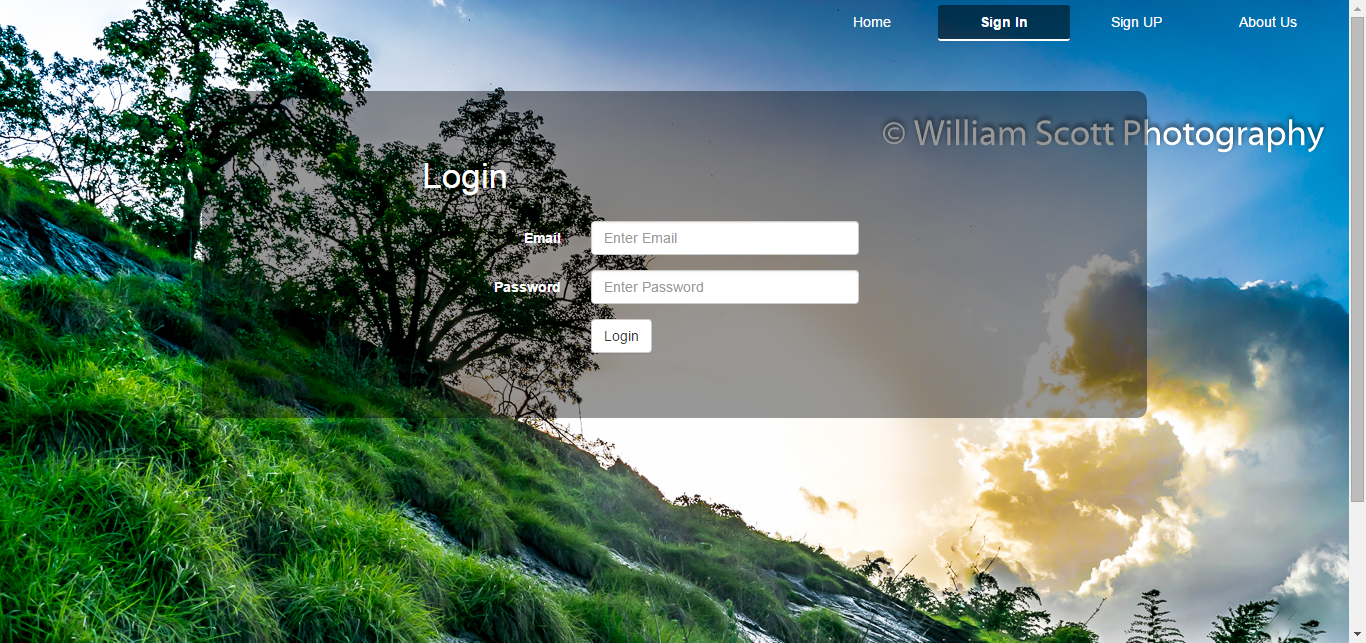 Home Sign In Sign UP About Us
© William Scott Photography
Login
Email Enter Email
Password Enter Password
Login